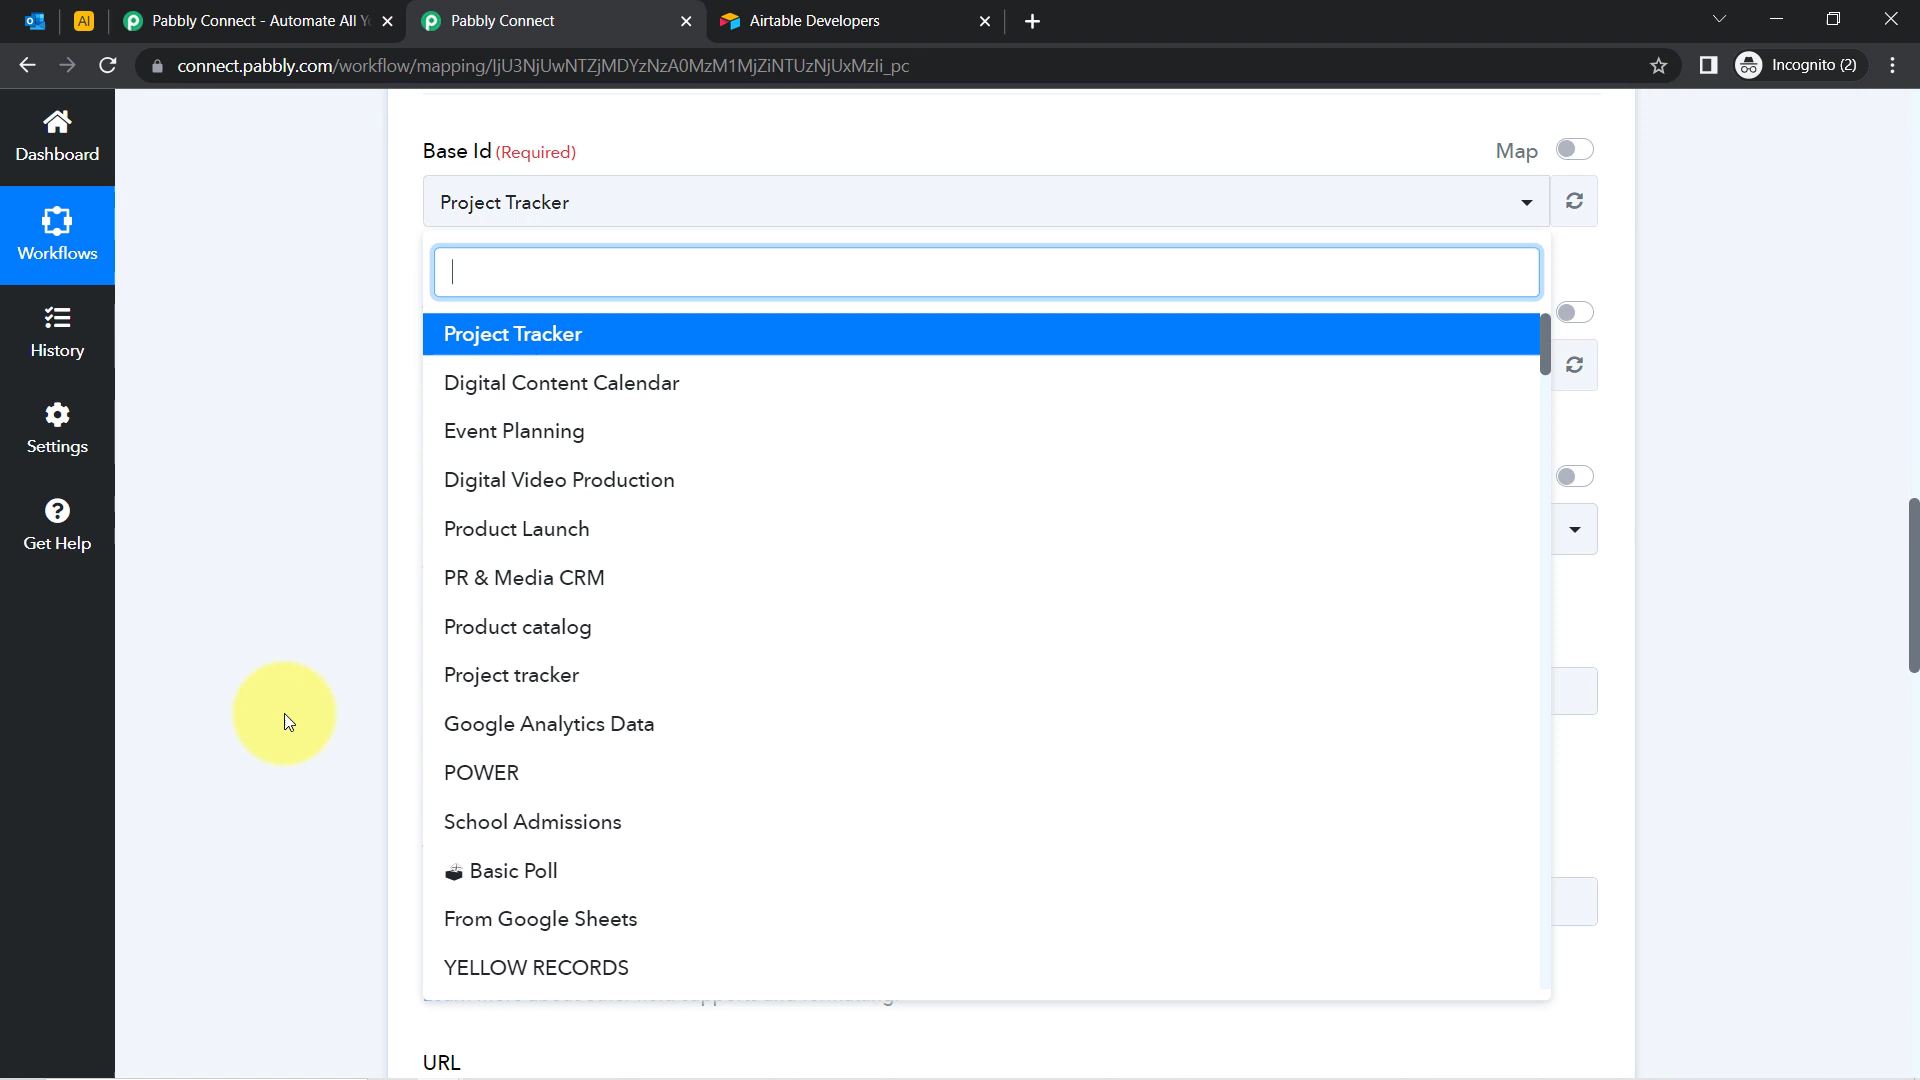 Pabbly Connect - Automate All Y
Pabbly Connect
Airtable Developers
connect.pabbly.com/workflow/mapping/IjU3NjUwNTZjMDYzNzA0MzM1MjZiNTUzNjUxMzIi_pc
Incognito (2)
AI
Dashboard
Workflows
History
Settings
Get Help
Base Id (Required)
Map
Project Tracker
Project Tracker
Digital Content Calendar
Event Planning
Digital Video Production
Product Launch
PR & Media CRM
Product catalog
Project tracker
Google Analytics Data
POWER
School Admissions
Basic Poll
From Google Sheets
YELLOW RECORDS
URL